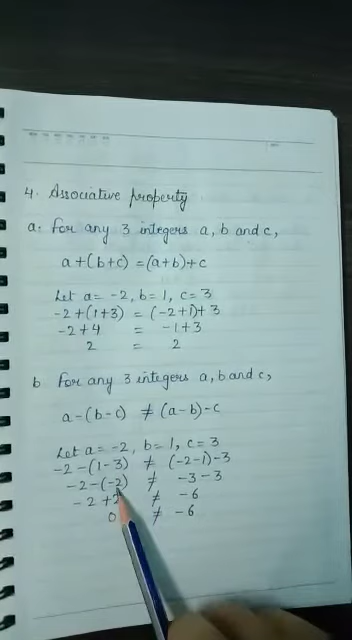 4. Associative property
a. For any 3 integers a, b and c,
a+(b+c) = (a+b)+c
Let a = -2, b = 1, c = 3
-2+(1+3) = (-2+1)+3
-2+4 = -1+3
2 = 2
b For any 3 integers a, b and c,
a-(b-c) ≠ (a-b)-c
Let a = -2, b = 1, c = 3
-2-(1-3) ≠ (-2-1)-3
-2-(-2) ≠ -3-3
-2+2 ≠ -6
0 ≠ -6